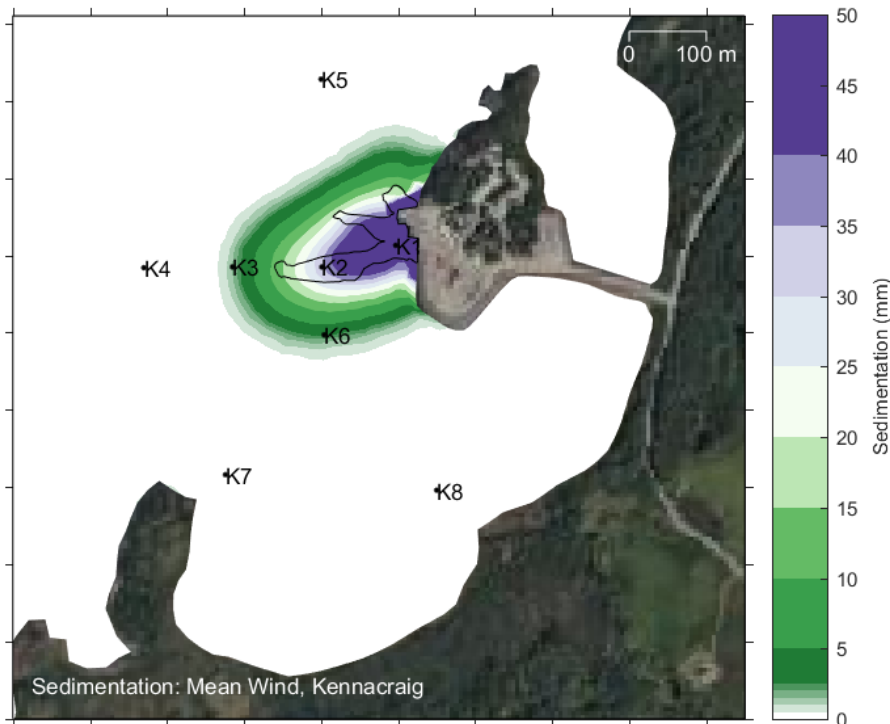 0 100 m
K5
K1
K4
K3
K2
K6
K7
K8
Sedimentation: Mean Wind, Kennacraig
50
45
40
35
30
25
20
15
10
5
0
Sedimentation (mm)